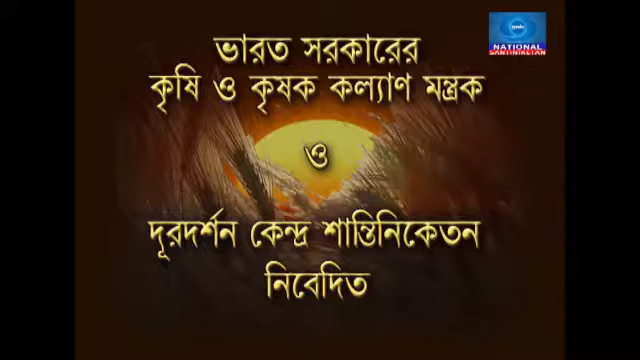 ভারত সরকারের
কৃষি ও কৃষক কল্যাণ মন্ত্রক
ও
দূরদর্শন কেন্দ্র শান্তিনিকেতন
নিবেদিত
NATIONAL
SANTINIKETAN